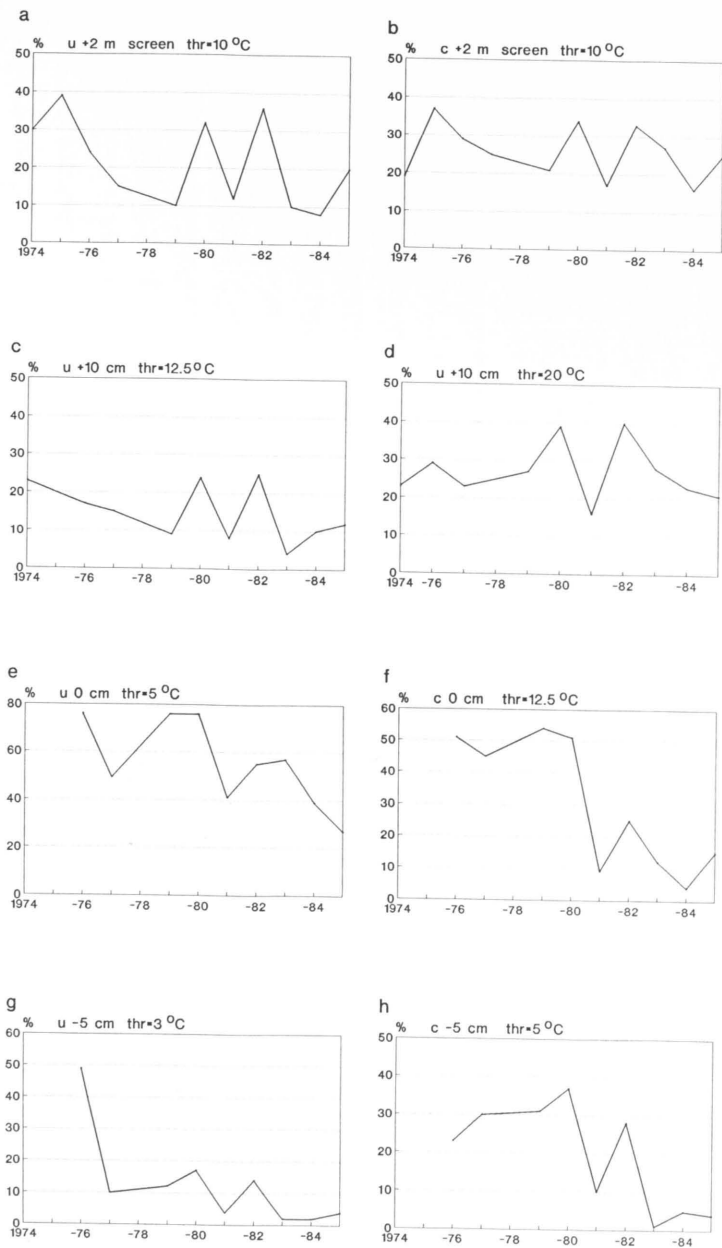 a
% u +2 m screen thr=10 °C
50
40
30
20
10
0
1974 -76 -78 -80 -82 -84
b
% c +2 m screen thr=10 °C
50
40
30
20
10
0
1974 -76 -78 -80 -82 -84
c
% u +10 cm thr=12.5°C
50
40
30
20
10
0
1974 -76 -78 -80 -82 -84
d
% u +10 cm thr=20 °C
50
40
30
20
10
0
1974 -76 -80 -82 -84
e
% u 0 cm thr=5 °C
80
60
40
20
0
1974 -76 -78 -80 -82 -84
f
% c 0 cm thr=12.5 °C
60
50
40
30
20
10
0
1974 -76 -78 -80 -82 -84
g
% u -5 cm thr=3 °C
60
50
40
30
20
10
0
1974 -76 -78 -80 -82 -84
h
% c -5 cm thr=5 °C
50
40
30
20
10
0
1974 -76 -78 -80 -82 -84